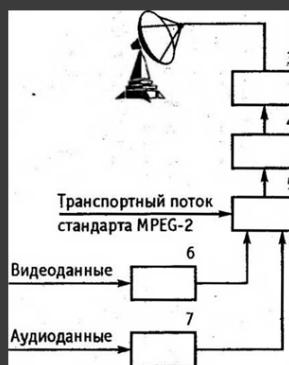 Транспортный поток
стандарта MPEG-2
6
Видеоданные
7
Аудиоданные